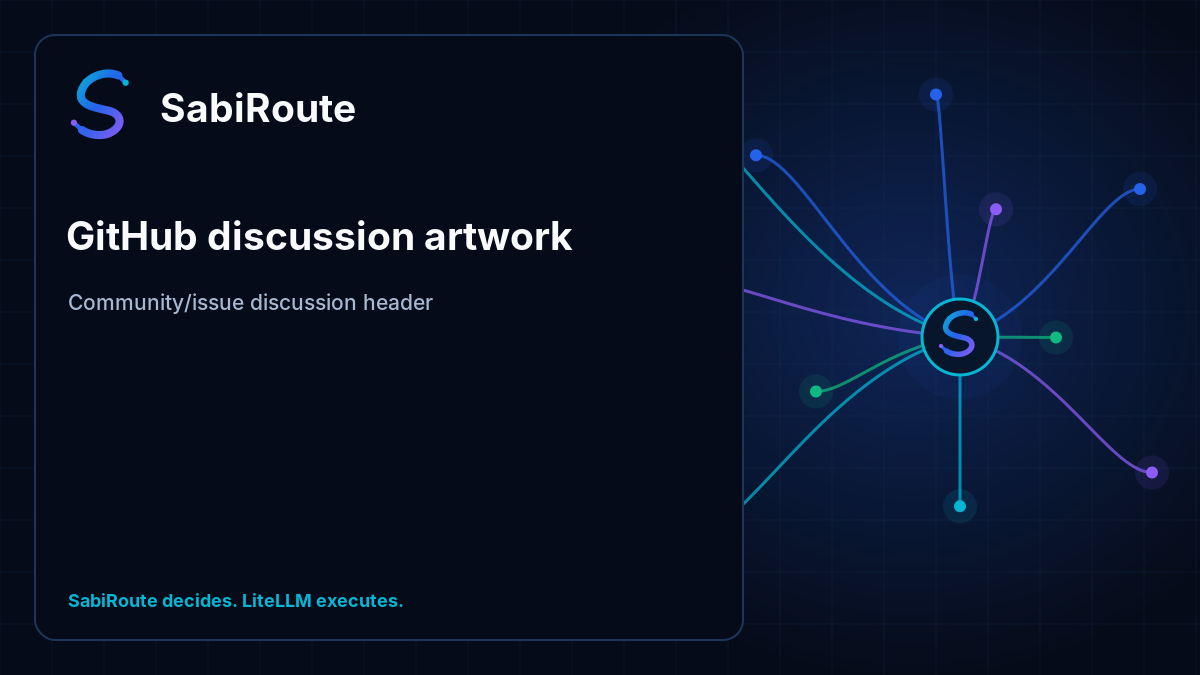 SabiRoute
GitHub discussion artwork
Community/issue discussion header
SabiRoute decides. LiteLLM executes.